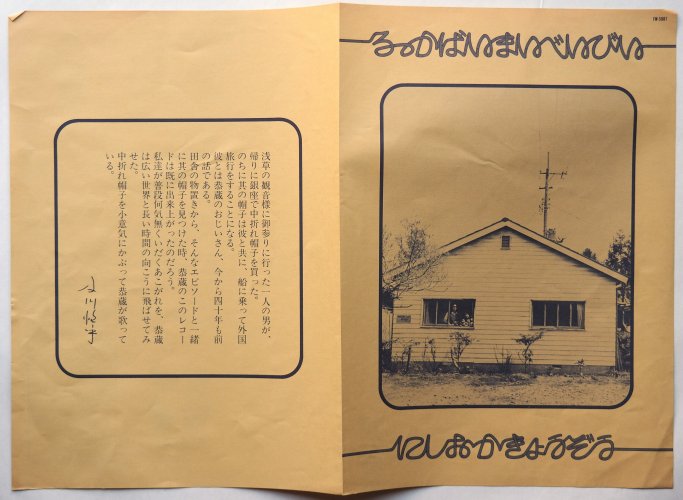 ろっかばいまいべいびい
にしおかきょうぞう
浅草の観音様に御参りに行った一人の男が、
帰りに銀座で中折れ帽子を買った。
のちに其の帽子は彼と共に、船に乗って外国
旅行をすることになる。
彼とは恭蔵のおじいさん、今から四十年も前
の話である。
田舎の物置きから、そんなエピソードと一緒
に其の帽子を見つけた時、恭蔵のこのレコー
ドは既に出来上がったのだろう。
私達が普段何気無くいだくあこがれを、恭蔵
は広い世界と長い時間の向こうに飛ばせてみ
せた。
中折れ帽子を小意気にかぶって恭蔵が歌って
いる。
及川恒平